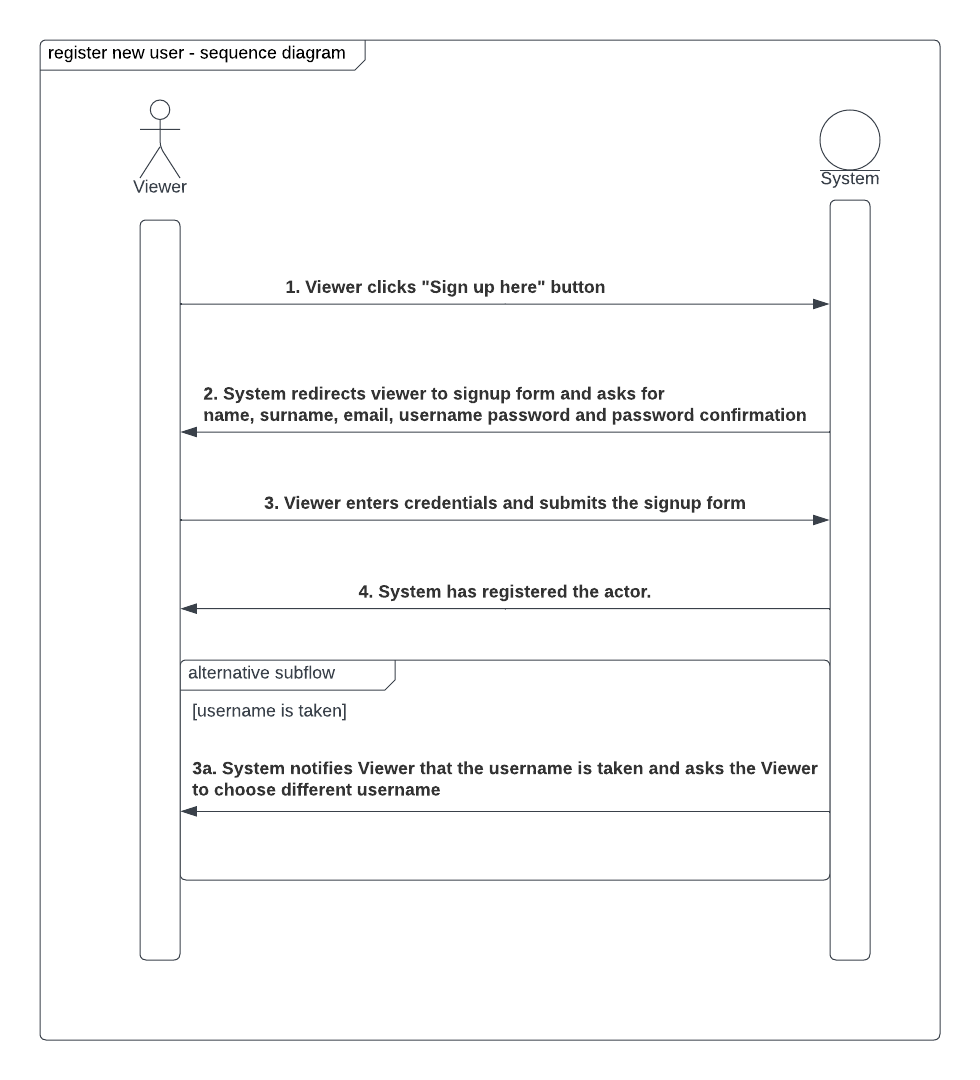 register new user - sequence diagram
Viewer
System
1. Viewer clicks "Sign up here" button
2. System redirects viewer to signup form and asks for
name, surname, email, username password and password confirmation
3. Viewer enters credentials and submits the signup form
4. System has registered the actor.
alternative subflow
[username is taken]
3a. System notifies Viewer that the username is taken and asks the Viewer
to choose different username